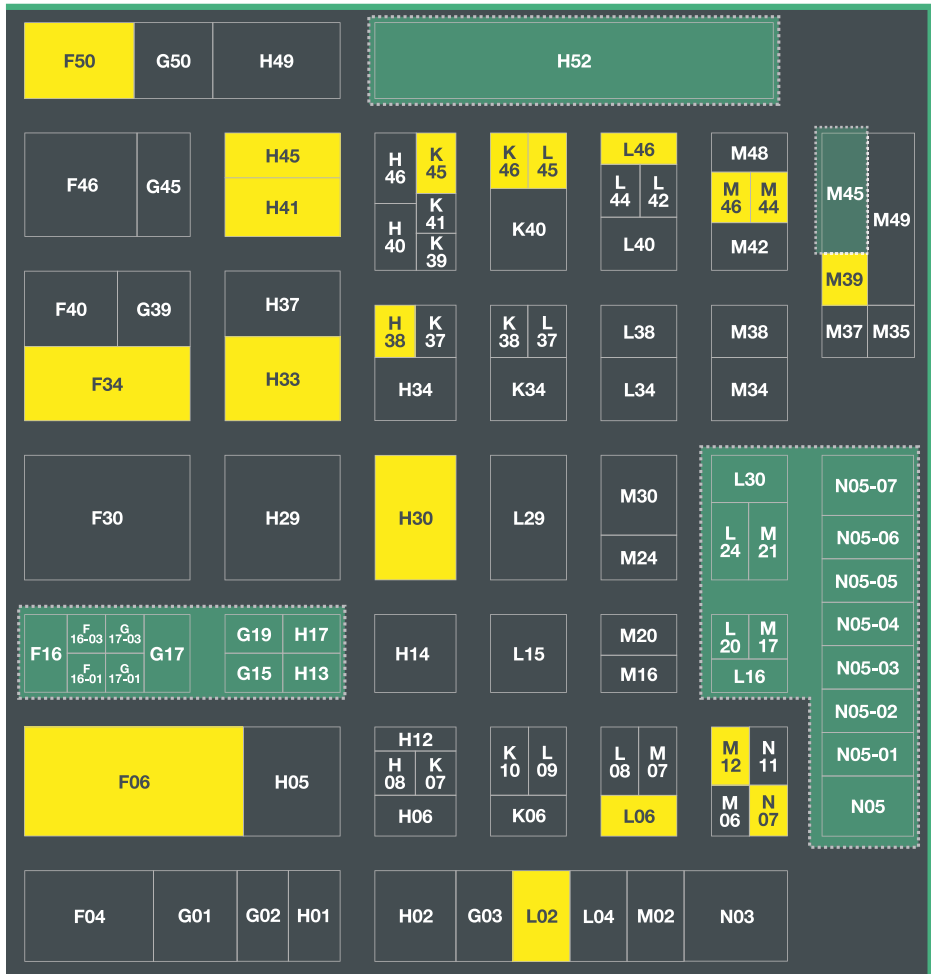 F50
G50
H49
H52
F46
G45
H45
H41
H
46
K
45
K
41
H
40
K
39
K
46
L
45
K40
L46
L
44
L
42
L40
M48
M
46
M
44
M42
M45
M49
M39
M37
M35
F40
G39
F34
H37
H33
H
38
K
37
H34
K
38
L
37
K34
L38
L34
M38
M34
F30
H29
H30
L29
M30
M24
L30
L
24
M
21
N05-07
N05-06
N05-05
N05-04
N05-03
N05-02
N05-01
N05
F16
F
16-03
G
17-03
F
16-01
G
17-01
G17
G19
H17
G15
H13
H14
L15
M20
M16
L
20
M
17
L16
F06
H05
H12
H
08
K
07
H06
K
10
L
09
K06
L
08
M
07
L06
M
12
N
11
M
06
N
07
F04
G01
G02
H01
H02
G03
L02
L04
M02
N03